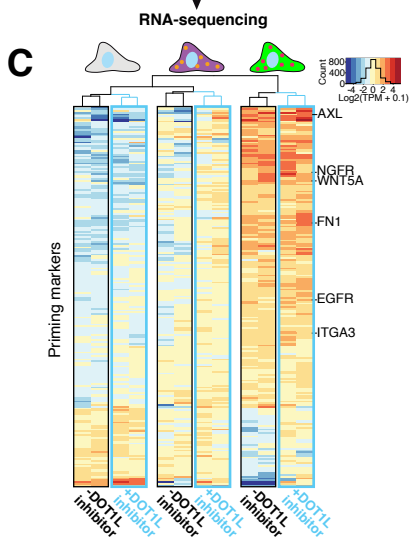 RNA-sequencing
C
Count
800
400
0
-4 -2 0 2 4
Log2(TPM + 0.1)
AXL
NGFR
WNT5A
FN1
EGFR
ITGA3
Priming markers
-DOT1L
inhibitor
+DOT1L
inhibitor
-DOT1L
inhibitor
+DOT1L
inhibitor
-DOT1L
inhibitor
+DOT1L
inhibitor